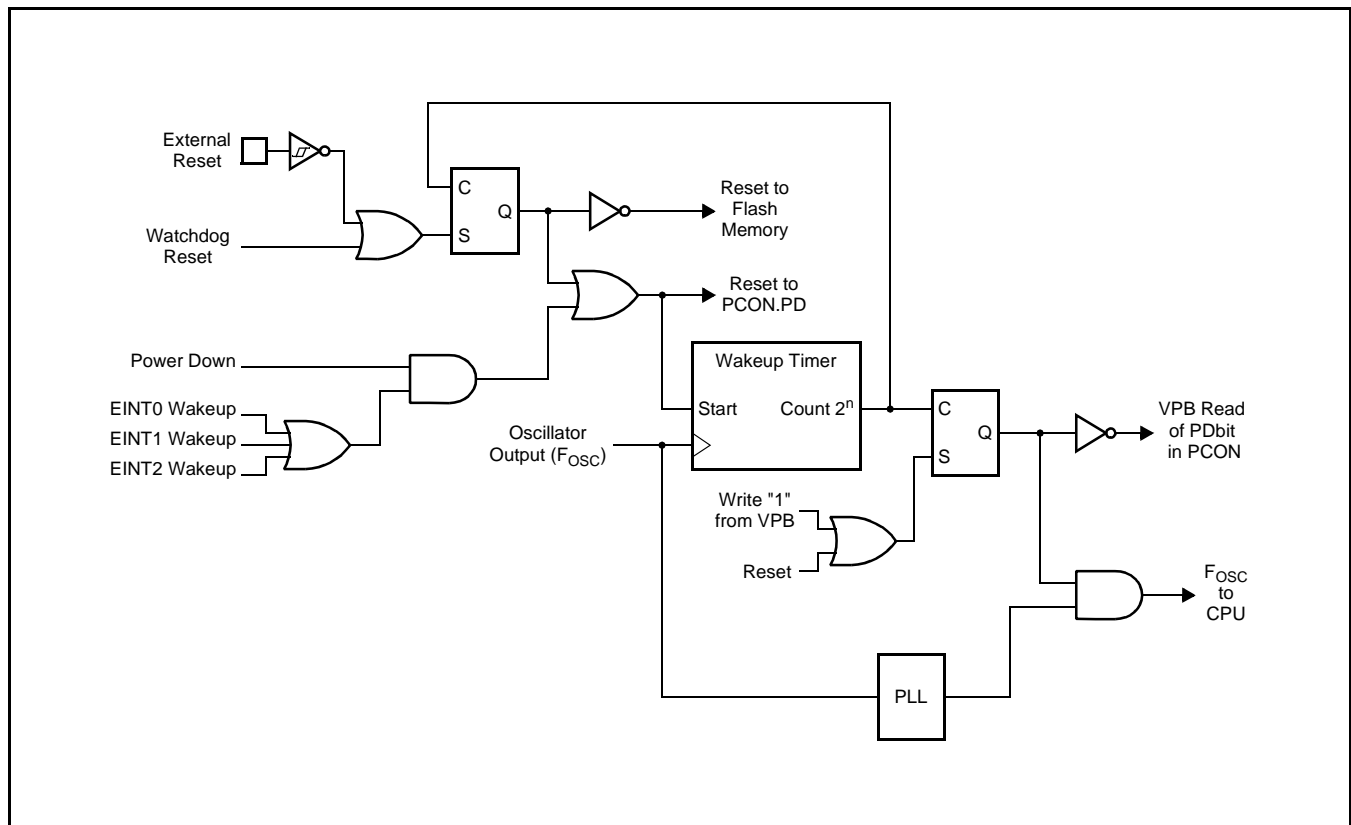 External
Reset
Watchdog
Reset
C
Q
S
Reset to
Flash
Memory
Reset to
PCON.PD
Power Down
EINT0 Wakeup
EINT1 Wakeup
EINT2 Wakeup
Wakeup Timer
Start
Count 2ⁿ
Oscillator
Output (FOSC)
C
Q
S
VPB Read
of PDbit
in PCON
Write "1"
from VPB
Reset
FOSC
to
CPU
PLL